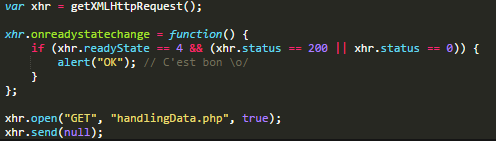 var xhr = getXMLHttpRequest();

xhr.onreadystatechange = function() {
    if (xhr.readyState == 4 && (xhr.status == 200 || xhr.status == 0)) {
        alert("OK"); // C'est bon \o/
    }
};

xhr.open("GET", "handlingData.php", true);
xhr.send(null);